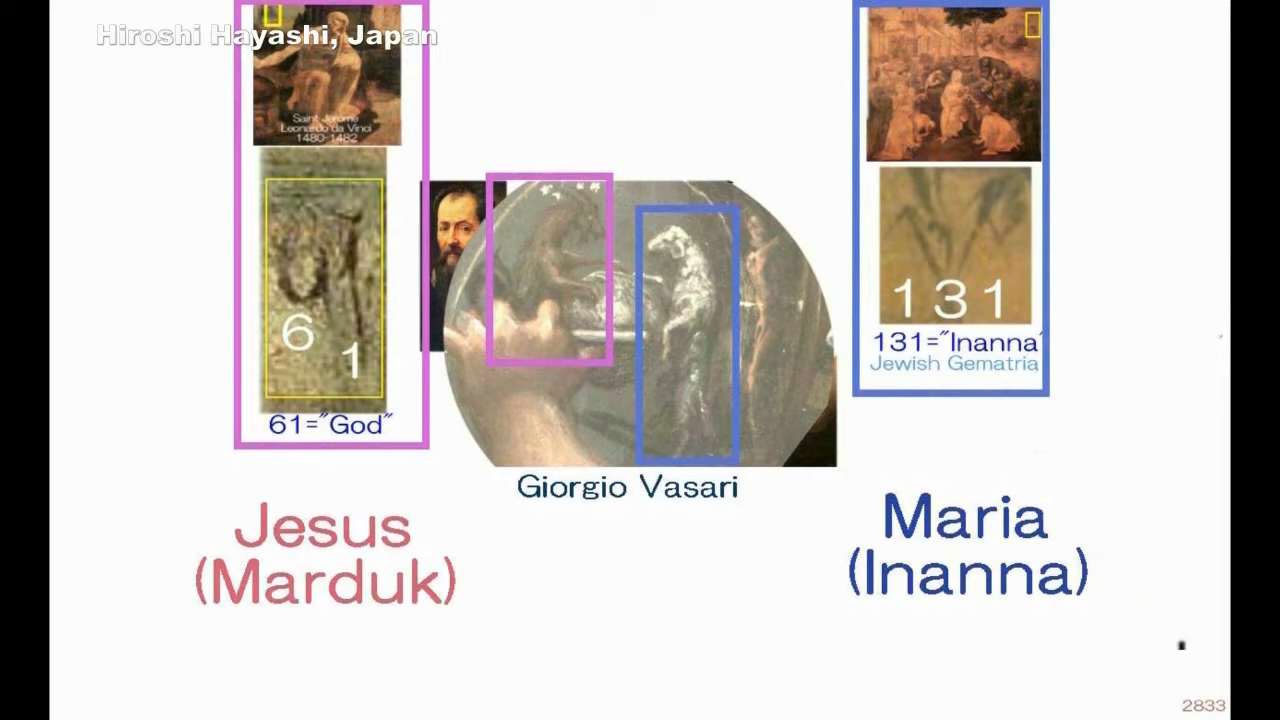 Hiroshi Hayashi, Japan
Saint Jerome
Leonardo da Vinci
1480-1482
6
1
61="God"
Jesus
(Marduk)
Giorgio Vasari
131
131="Inanna"
Jewish Gematria
Maria
(Inanna)
2833